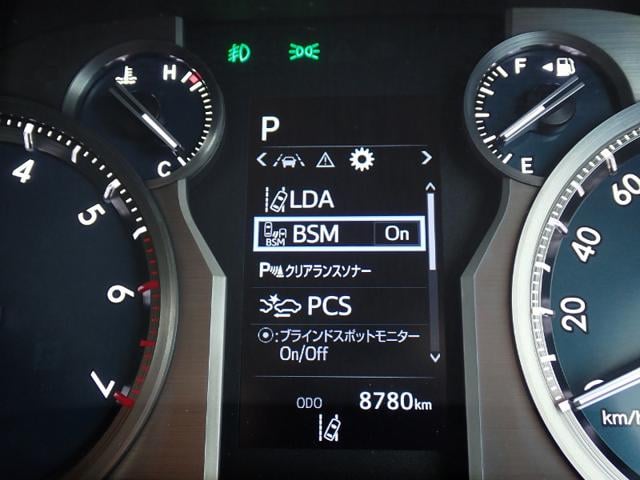 H
C
F
E
4
5
6
7
P
LDA
BSM
BSM On
P クリアランスソナー
PCS
:ブラインドスポットモニター
On/Off
ODO 8780km
60
40
20
0
km/h